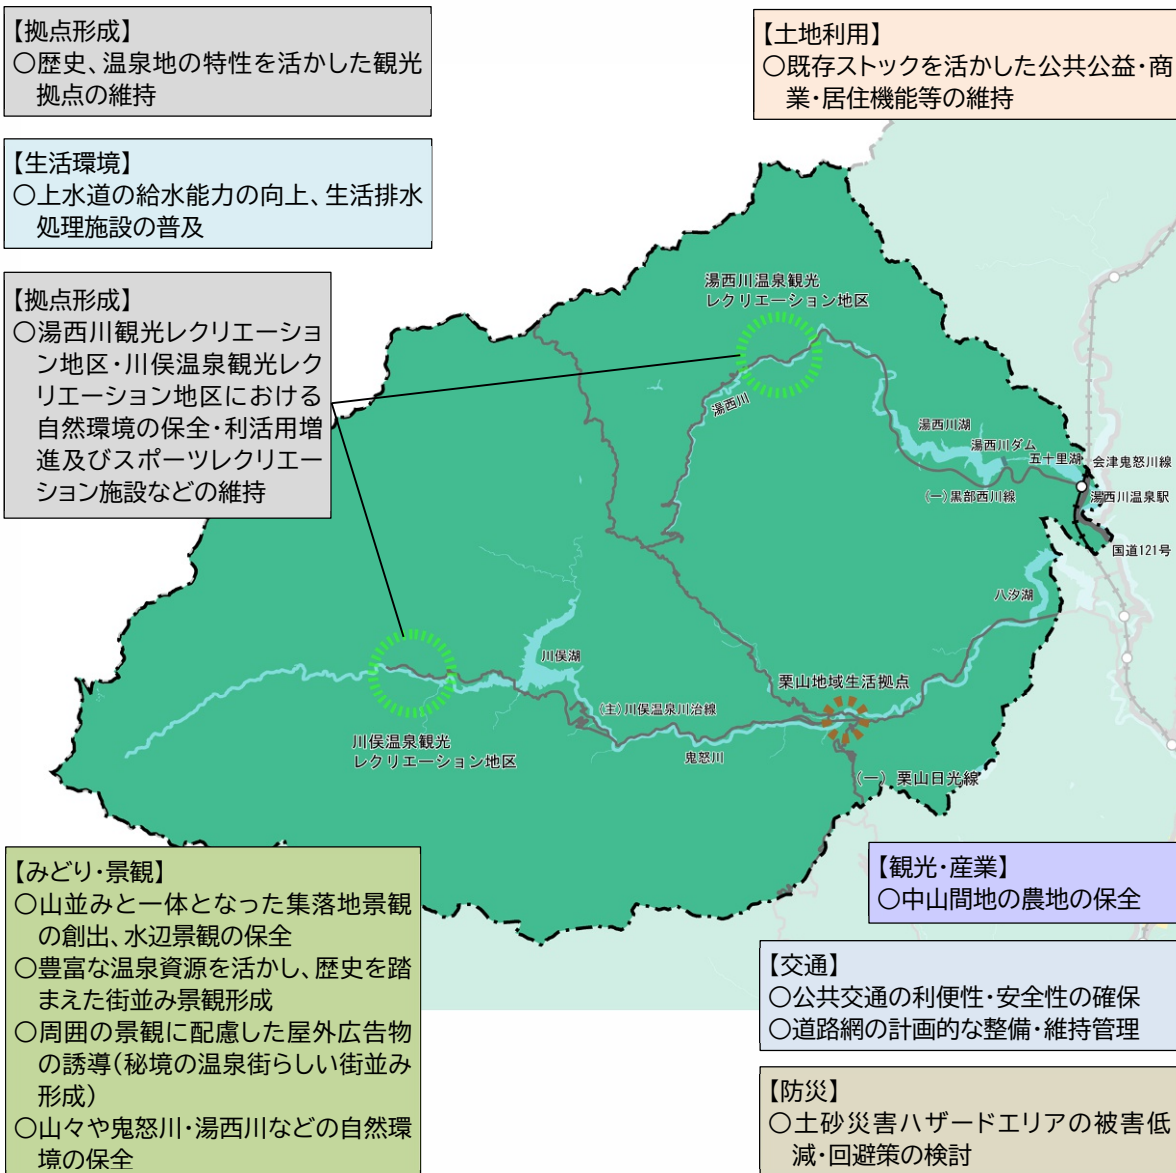 【拠点形成】
○歴史、温泉地の特性を活かした観光
拠点の維持
【土地利用】
○既存ストックを活かした公共公益・商
業・居住機能等の維持
【生活環境】
○上水道の給水能力の向上、生活排水
処理施設の普及
【拠点形成】
○湯西川観光レクリエーショ
ン地区・川俣温泉観光レク
リエーション地区における
自然環境の保全・利活用増
進及びスポーツレクリエー
ション施設などの維持
湯西川温泉観光
レクリエーション地区
湯西川
湯西川湖
湯西川ダム
五十里湖
会津鬼怒川線
(一)黒部西川線
湯西川温泉駅
国道121号
八汐湖
川俣湖
栗山地域生活拠点
(主)川俣温泉川治線
川俣温泉観光
レクリエーション地区
鬼怒川
(一) 栗山日光線
【みどり・景観】
○山並みと一体となった集落地景観
の創出、水辺景観の保全
○豊富な温泉資源を活かし、歴史を踏
まえた街並み景観形成
○周囲の景観に配慮した屋外広告物
の誘導(秘境の温泉街らしい街並み
形成)
○山々や鬼怒川・湯西川などの自然環
境の保全
【観光・産業】
○中山間地の農地の保全
【交通】
○公共交通の利便性・安全性の確保
○道路網の計画的な整備・維持管理
【防災】
○土砂災害ハザードエリアの被害低
減・回避策の検討